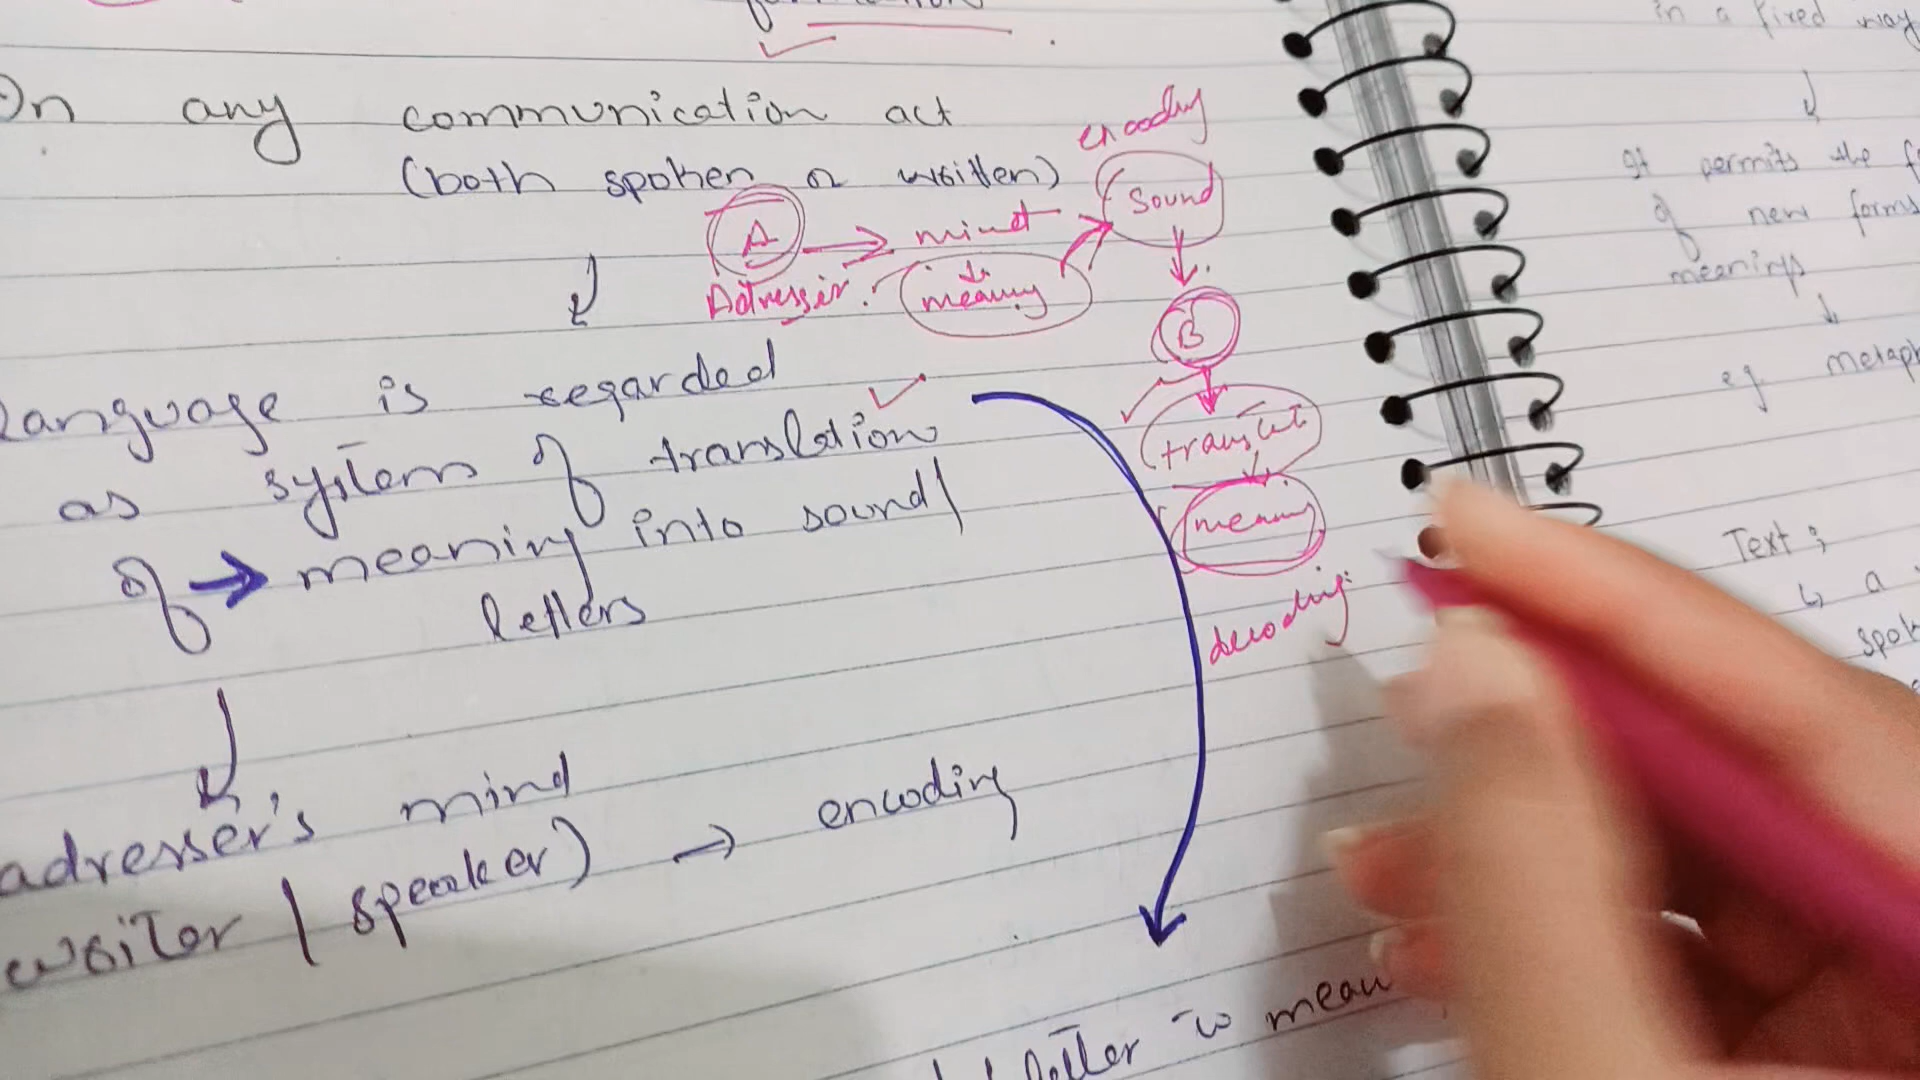 In any communication act
(both spoken or written)
encoding
A → mind → sound
Adresser. meaning
B
translate
meaning
decoding.
language is regarded
as system of translation
of → meaning into sound/
letters
adresser's mind
writer / speaker) → encoding
letter to mean
in a fixed way
It permits the
of new forms
meanings
eg. metaph
Text;
↳ a
spok